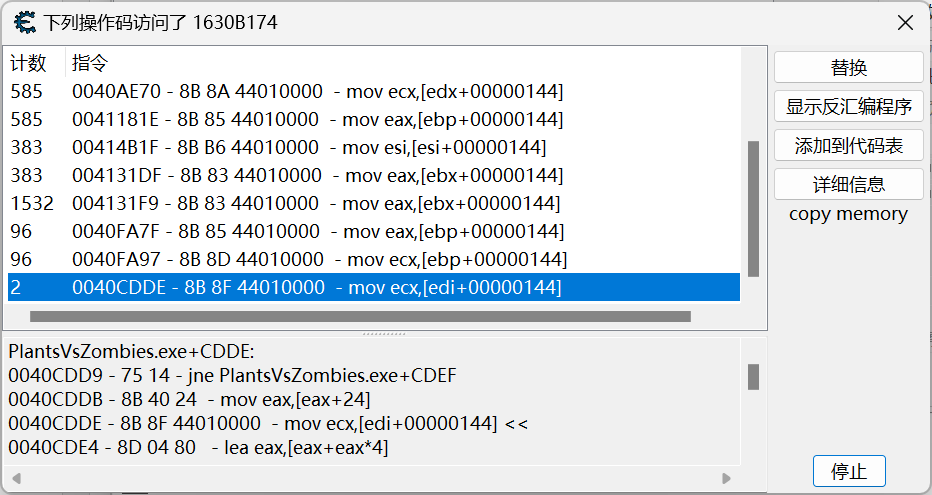 下列操作码访问了 1630B174
计数 指令
585 0040AE70 - 8B 8A 44010000 - mov ecx,[edx+00000144]
585 0041181E - 8B 85 44010000 - mov eax,[ebp+00000144]
383 00414B1F - 8B B6 44010000 - mov esi,[esi+00000144]
383 004131DF - 8B 83 44010000 - mov eax,[ebx+00000144]
1532 004131F9 - 8B 83 44010000 - mov eax,[ebx+00000144]
96 0040FA7F - 8B 85 44010000 - mov eax,[ebp+00000144]
96 0040FA97 - 8B 8D 44010000 - mov ecx,[ebp+00000144]
2 0040CDDE - 8B 8F 44010000 - mov ecx,[edi+00000144]
替换
显示反汇编程序
添加到代码表
详细信息
copy memory
PlantsVsZombies.exe+CDDE:
0040CDD9 - 75 14 - jne PlantsVsZombies.exe+CDEF
0040CDDB - 8B 40 24 - mov eax,[eax+24]
0040CDDE - 8B 8F 44010000 - mov ecx,[edi+00000144] <<
0040CDE4 - 8D 04 80 - lea eax,[eax+eax*4]
停止